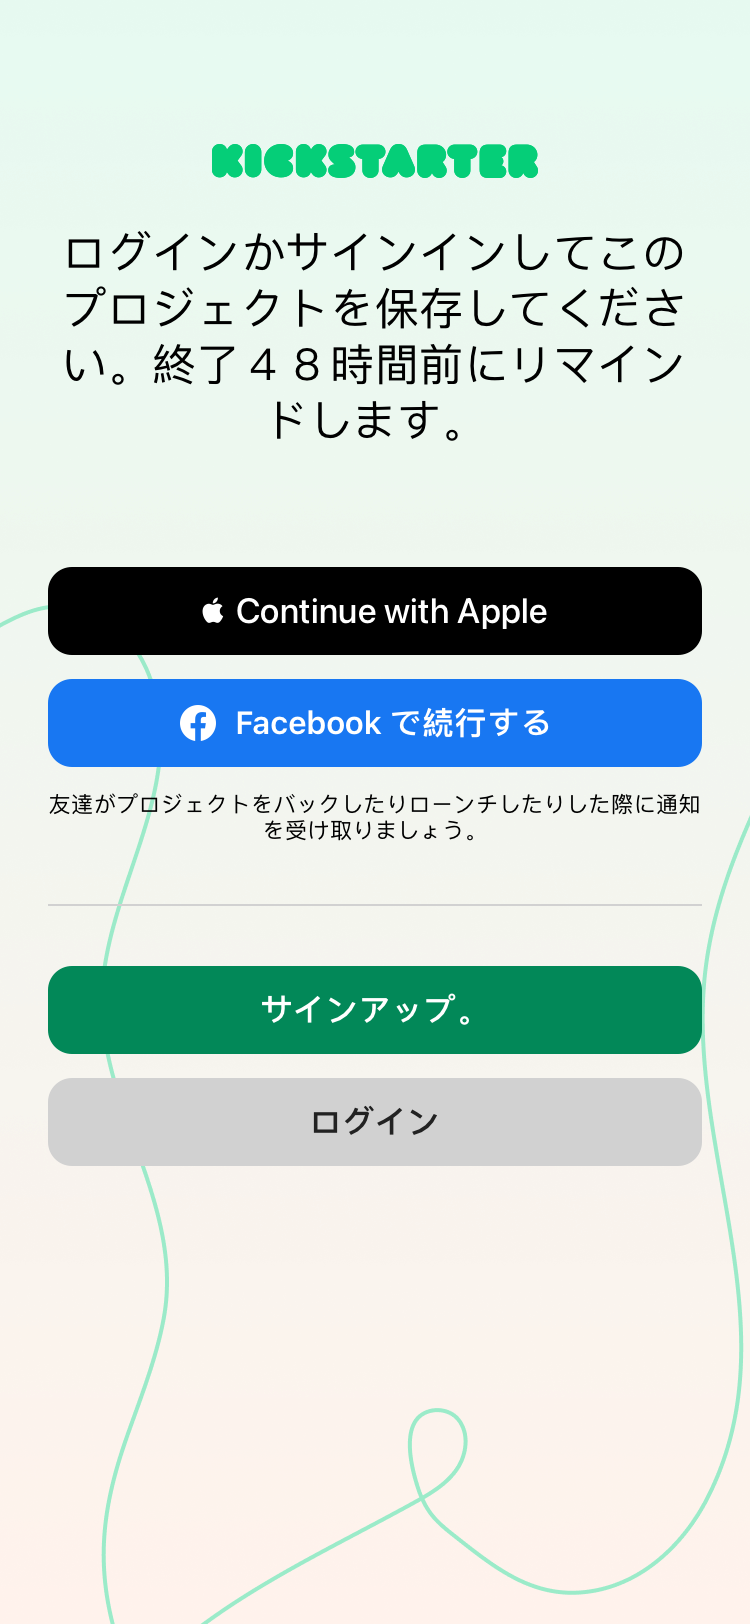 KICKSTARTER
ログインかサインインしてこの
プロジェクトを保存してくださ
い。終了４８時間前にリマイン
ドします。
Continue with Apple
Facebook で続行する
友達がプロジェクトをバックしたりローンチしたりした際に通知
を受け取りましょう。
サインアップ。
ログイン